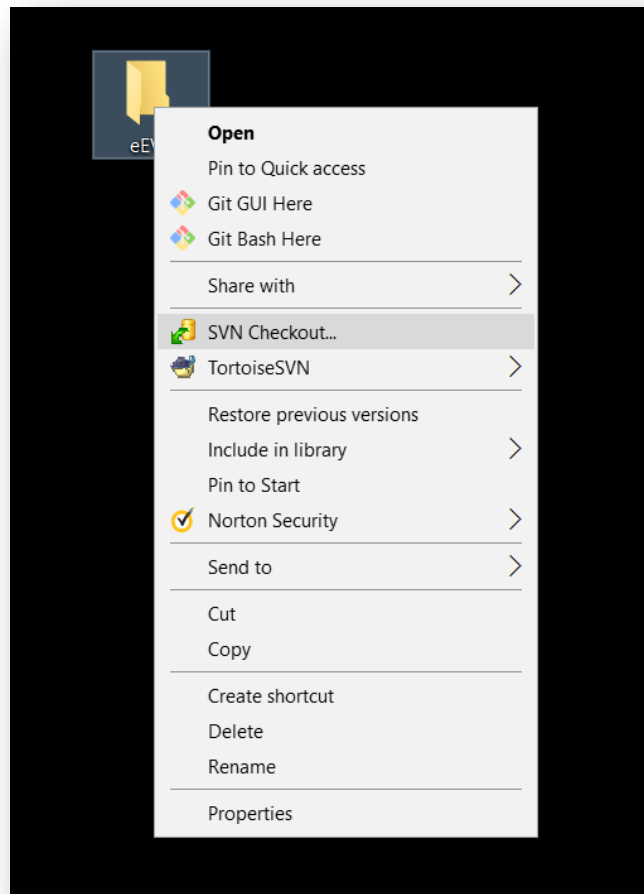 Open
Pin to Quick access
Git GUI Here
Git Bash Here
Share with
SVN Checkout...
TortoiseSVN
Restore previous versions
Include in library
Pin to Start
Norton Security
Send to
Cut
Copy
Create shortcut
Delete
Rename
Properties